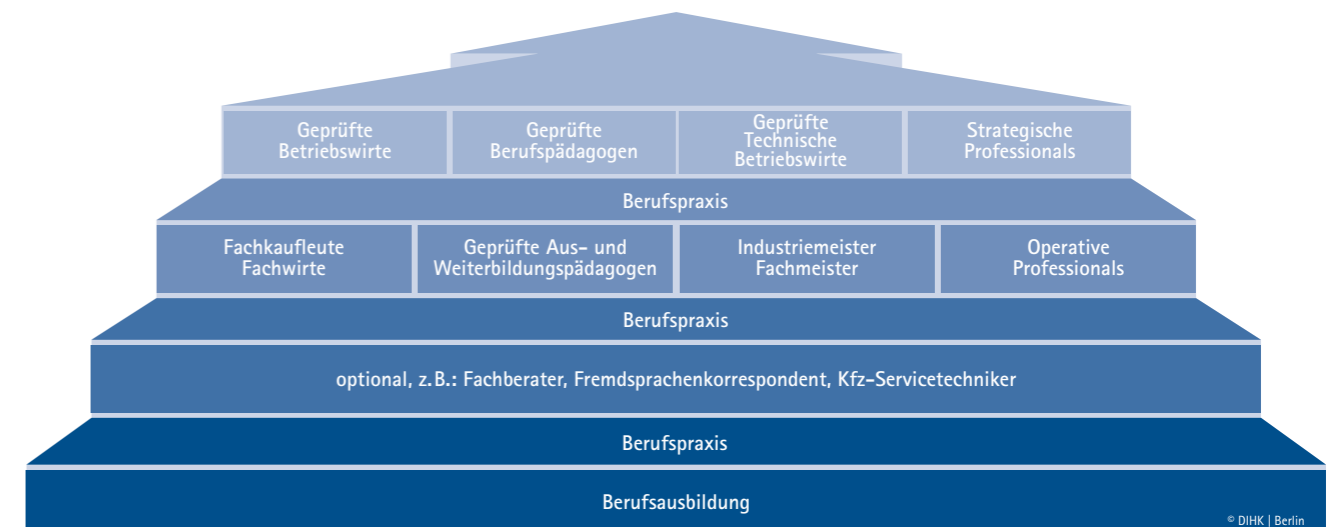 Geprüfte
Betriebswirte
Geprüfte
Berufspädagogen
Geprüfte
Technische
Betriebswirte
Strategische
Professionals
Berufspraxis
Fachkaufleute
Fachwirte
Geprüfte Aus- und
Weiterbildungspädagogen
Industriemeister
Fachmeister
Operative
Professionals
Berufspraxis
optional, z.B.: Fachberater, Fremdsprachenkorrespondent, Kfz-Servicetechniker
Berufspraxis
Berufsausbildung
© DIHK | Berlin